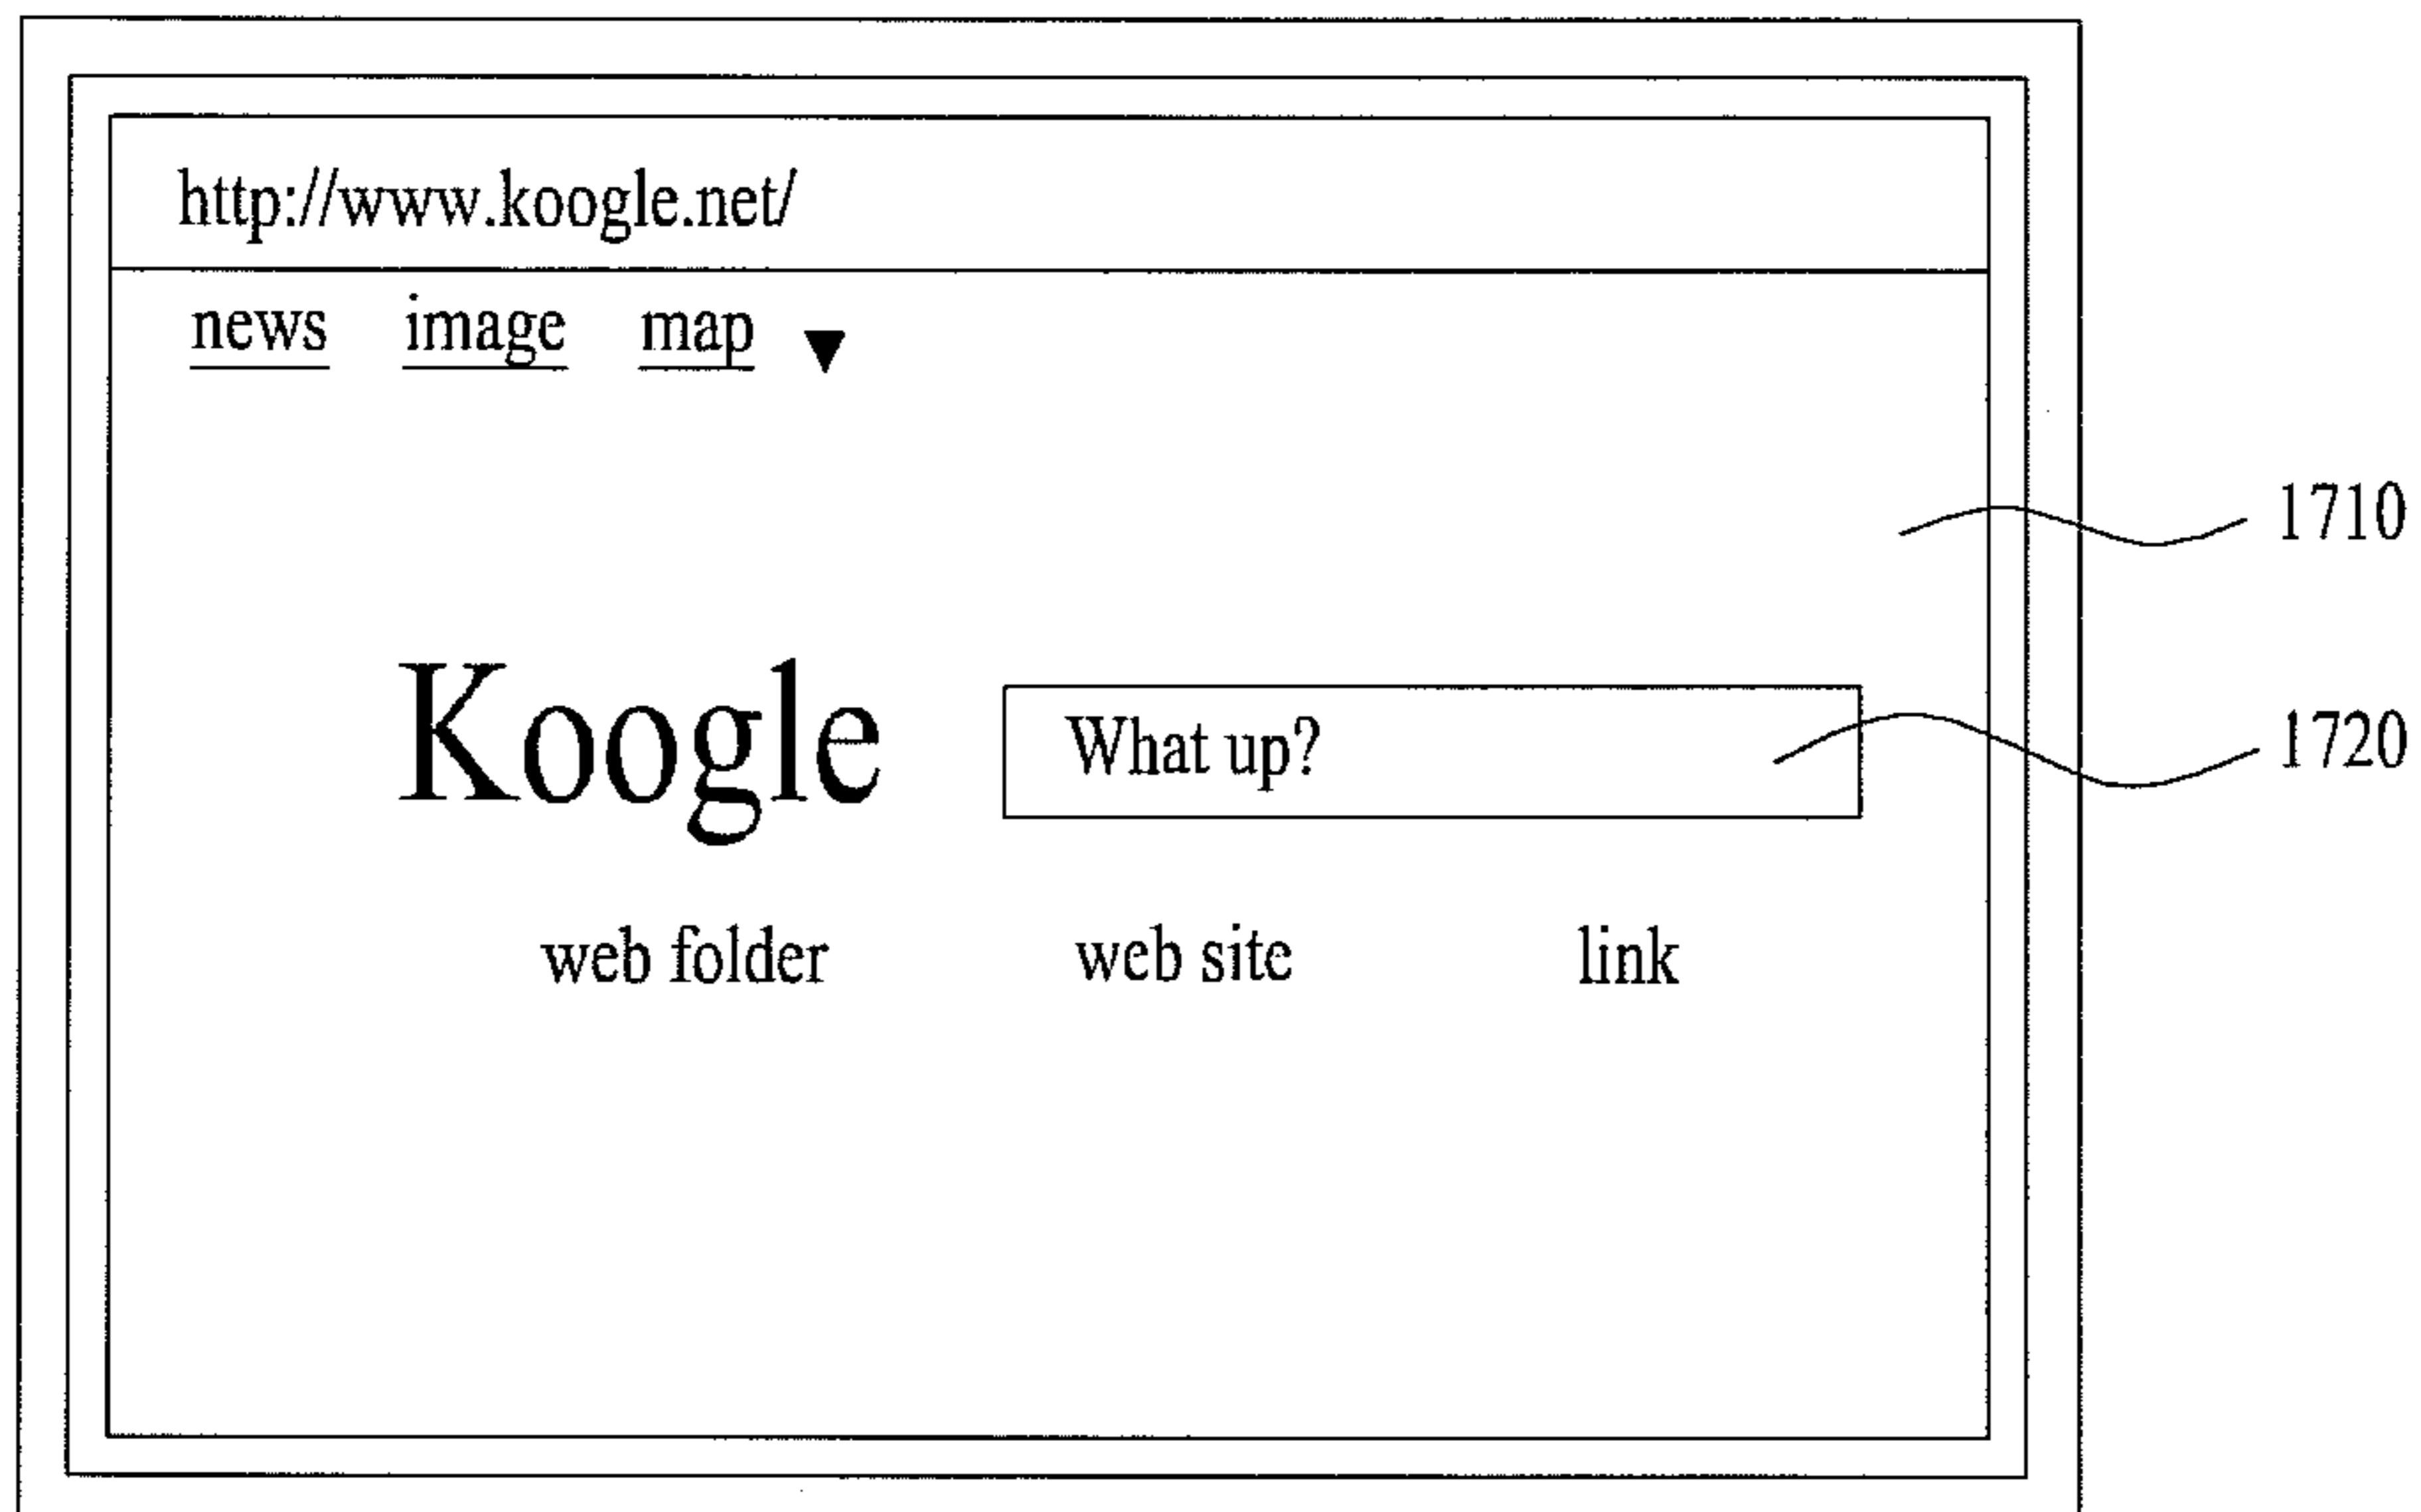 http://www.koogle.net/
news image map ▼
1710
Koogle What up? 1720
web folder web site link